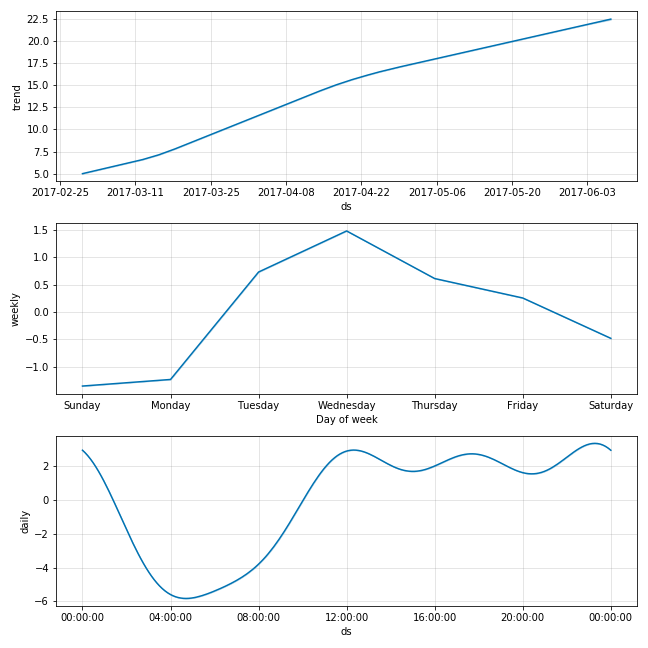 22.5
20.0
17.5
15.0
12.5
10.0
7.5
5.0
trend
2017-02-25 2017-03-11 2017-03-25 2017-04-08 2017-04-22 2017-05-06 2017-05-20 2017-06-03
ds
1.5
1.0
0.5
0.0
−0.5
−1.0
weekly
Sunday Monday Tuesday Wednesday Thursday Friday Saturday
Day of week
2
0
−2
−4
−6
daily
00:00:00 04:00:00 08:00:00 12:00:00 16:00:00 20:00:00 00:00:00
ds